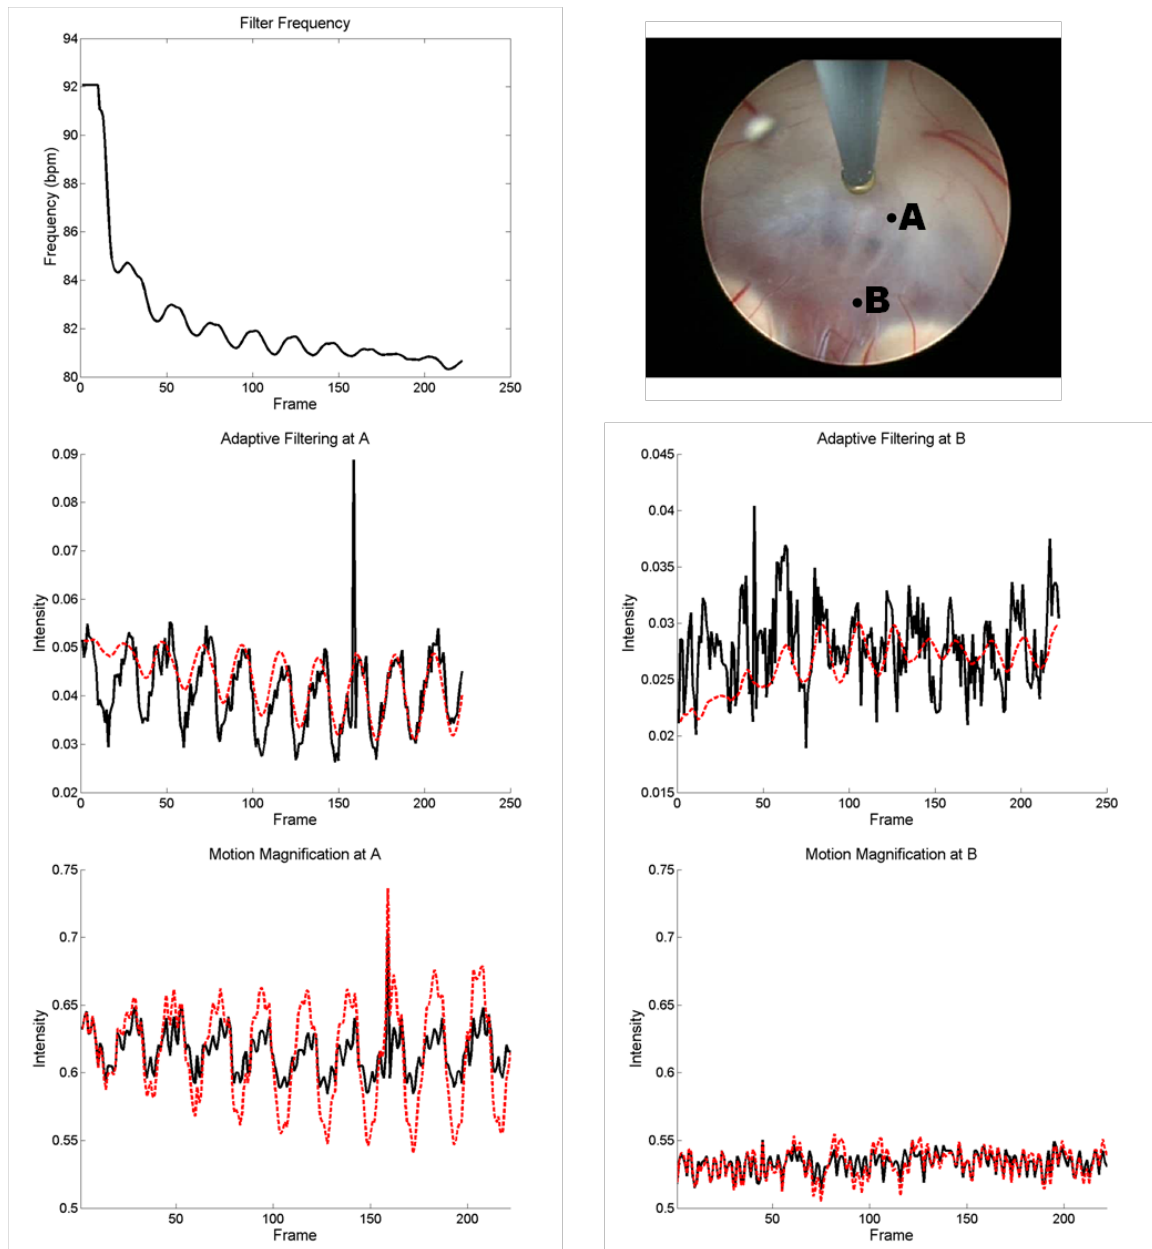 Filter Frequency
94
92
90
88
86
84
82
80
Frequency (bpm)
0 50 100 150 200 250
Frame
A
B
Adaptive Filtering at A
0.09
0.08
0.07
0.06
0.05
0.04
0.03
0.02
Intensity
0 50 100 150 200 250
Frame
Adaptive Filtering at B
0.045
0.04
0.035
0.03
0.025
0.02
0.015
Intensity
0 50 100 150 200 250
Frame
Motion Magnification at A
0.75
0.7
0.65
0.6
0.55
0.5
Intensity
50 100 150 200
Frame
Motion Magnification at B
0.75
0.7
0.65
0.6
0.55
0.5
Intensity
50 100 150 200
Frame